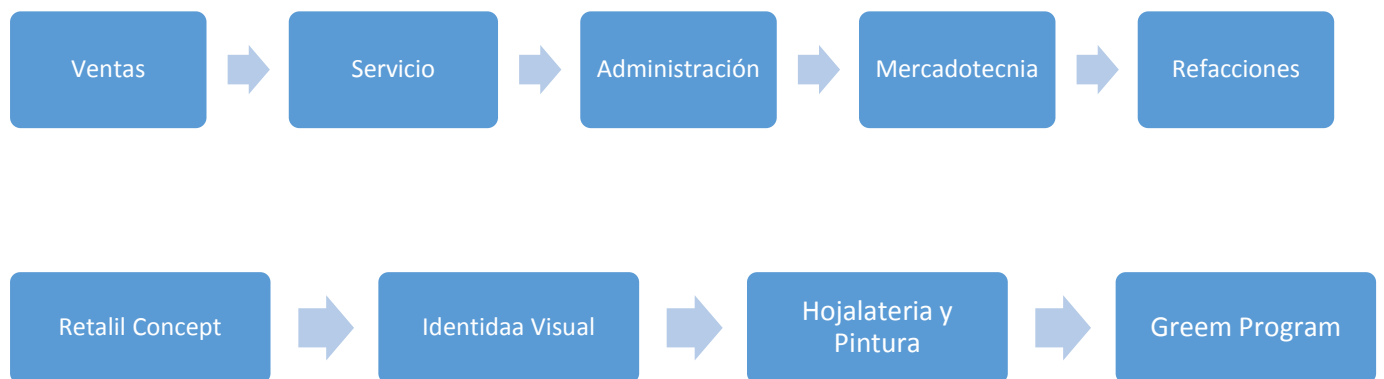 Ventas
Servicio
Administración
Mercadotecnia
Refacciones
Retalil Concept
Identidaa Visual
Hojalateria y
Pintura
Greem Program